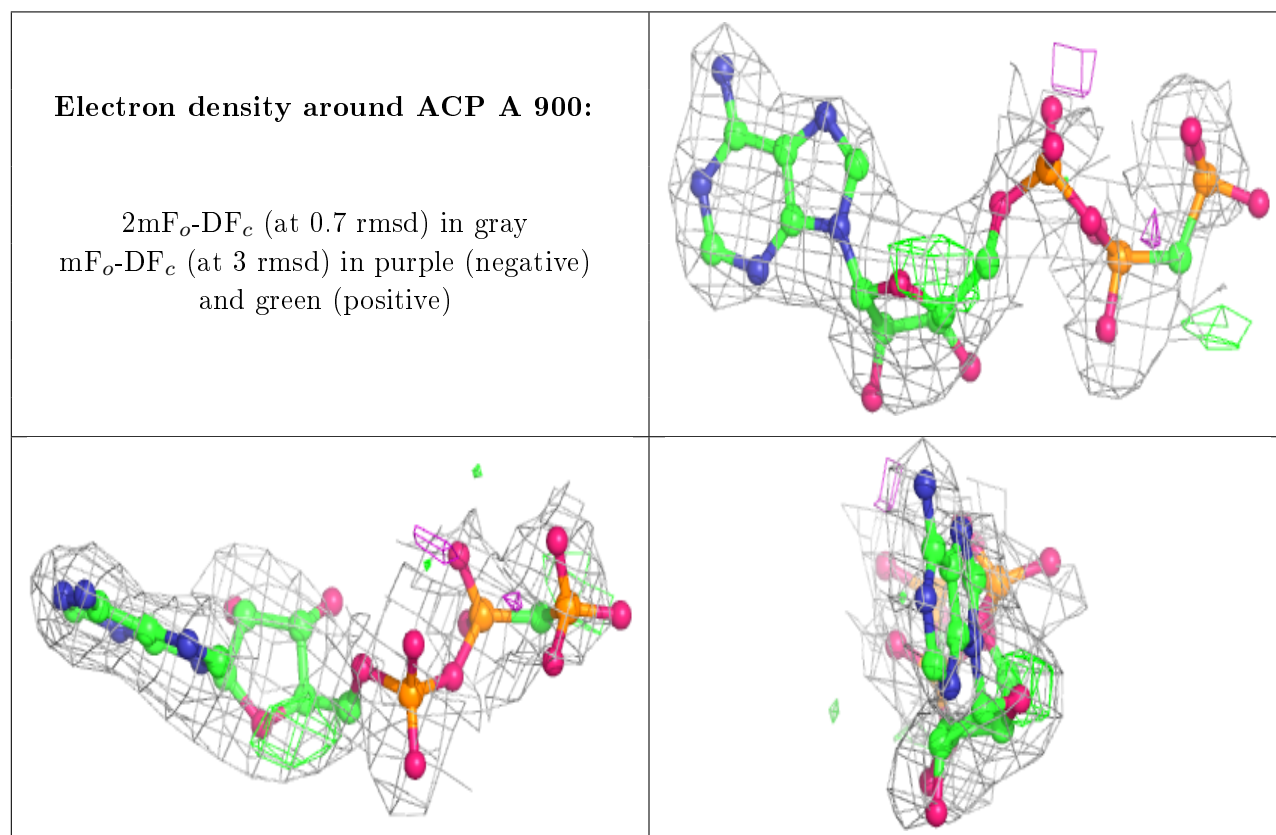 Electron density around ACP A 900:
2mFₒ-DF𝒸 (at 0.7 rmsd) in gray
mFₒ-DF𝒸 (at 3 rmsd) in purple (negative)
and green (positive)